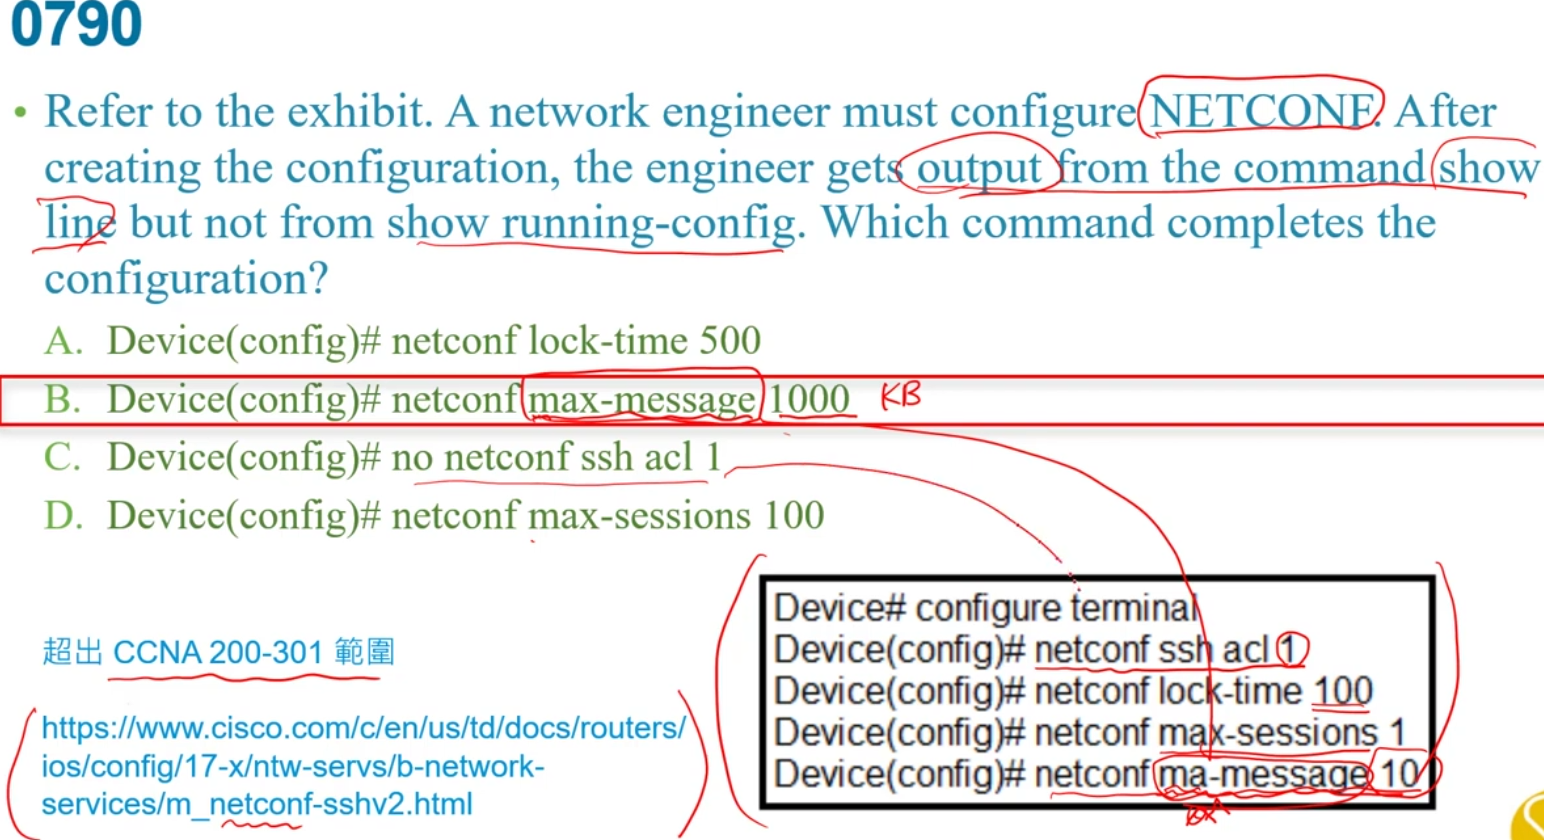 0790
• Refer to the exhibit. A network engineer must configure NETCONF. After
creating the configuration, the engineer gets output from the command show
line but not from show running-config. Which command completes the
configuration?
A. Device(config)# netconf lock-time 500
B. Device(config)# netconf max-message 1000 KB
C. Device(config)# no netconf ssh acl 1
D. Device(config)# netconf max-sessions 100
Device# configure terminal
Device(config)# netconf ssh acl 1
Device(config)# netconf lock-time 100
Device(config)# netconf max-sessions 1
Device(config)# netconf ma-message 10
超出 CCNA 200-301 範圍
https://www.cisco.com/c/en/us/td/docs/routers/
ios/config/17-x/ntw-servs/b-network-
services/m_netconf-sshv2.html